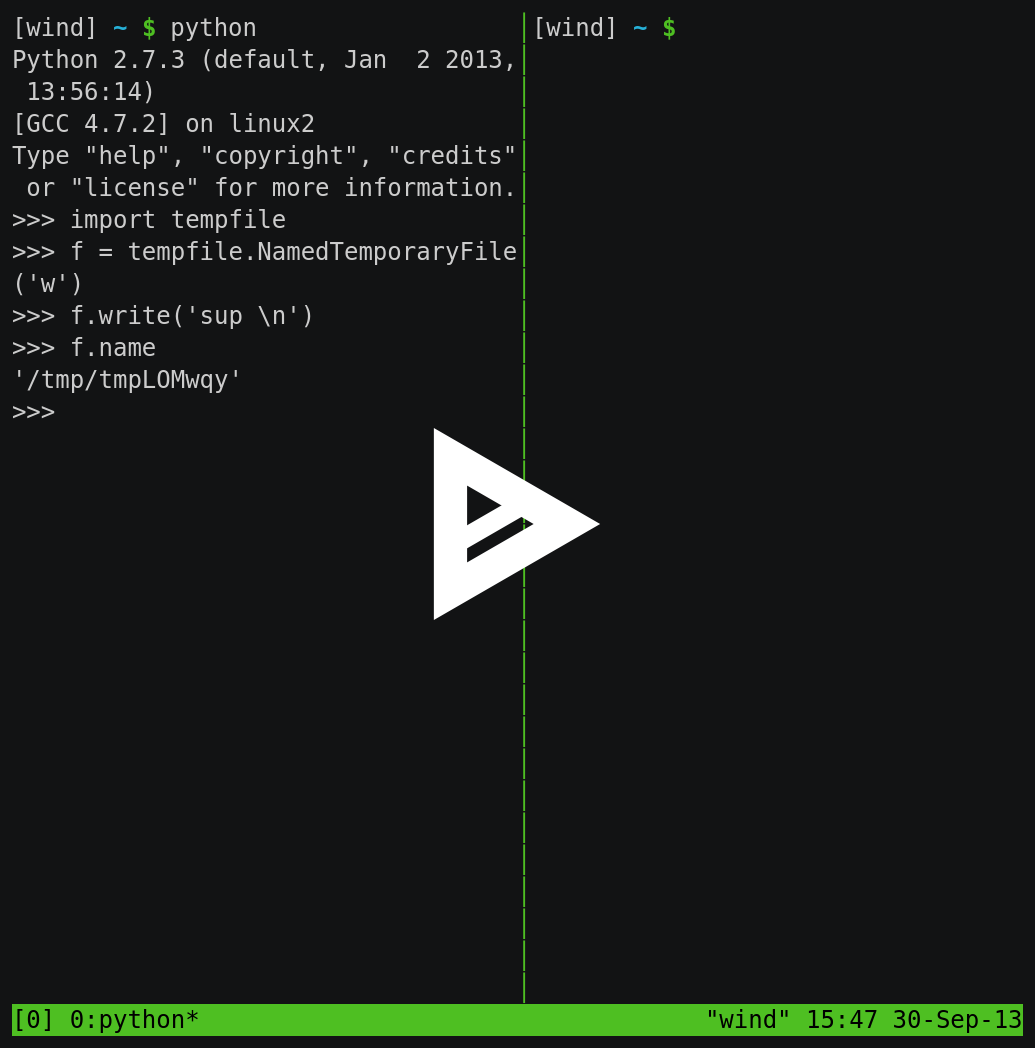 [wind] ~ $ python
Python 2.7.3 (default, Jan  2 2013,
 13:56:14)
[GCC 4.7.2] on linux2
Type "help", "copyright", "credits"
 or "license" for more information.
>>> import tempfile
>>> f = tempfile.NamedTemporaryFile
('w')
>>> f.write('sup \n')
>>> f.name
'/tmp/tmpLOMwqy'
>>>
[wind] ~ $
[0] 0:python* "wind" 15:47 30-Sep-13